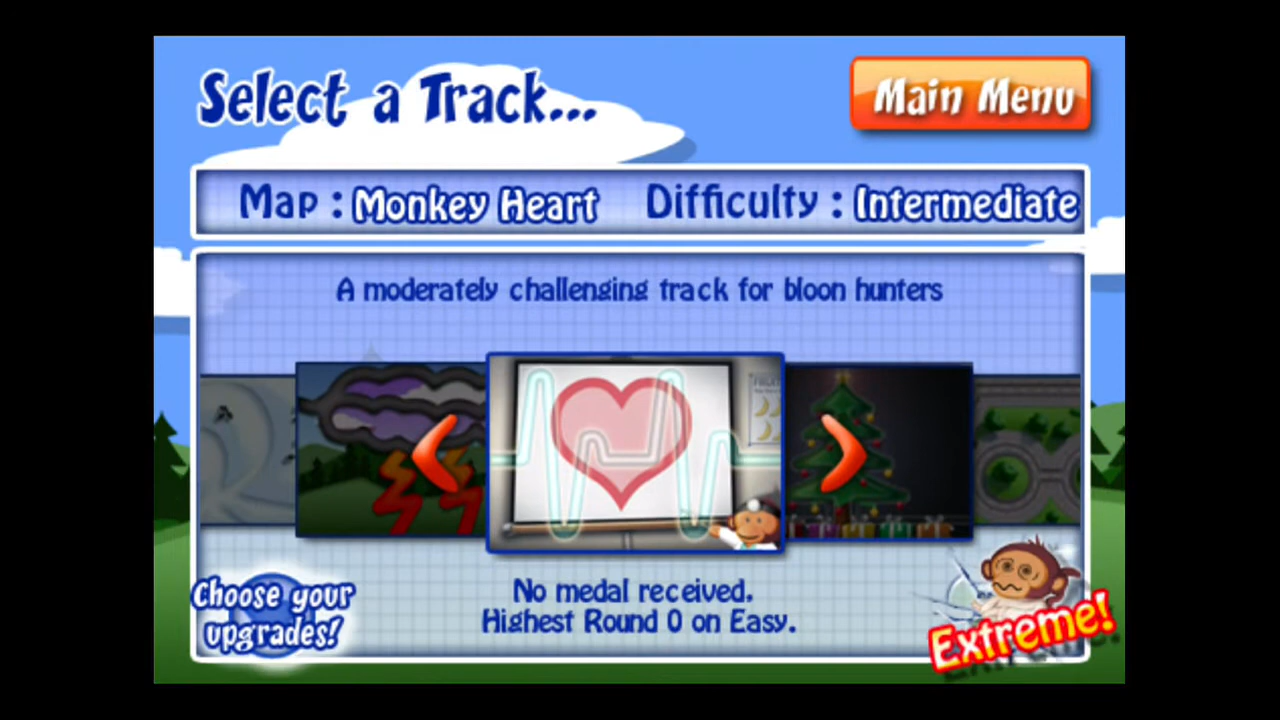 Select a Track...
Main Menu
Map : Monkey Heart Difficulty : Intermediate
A moderately challenging track for bloon hunters
Choose your
upgrades!
No medal received.
Highest Round 0 on Easy.
Extreme!